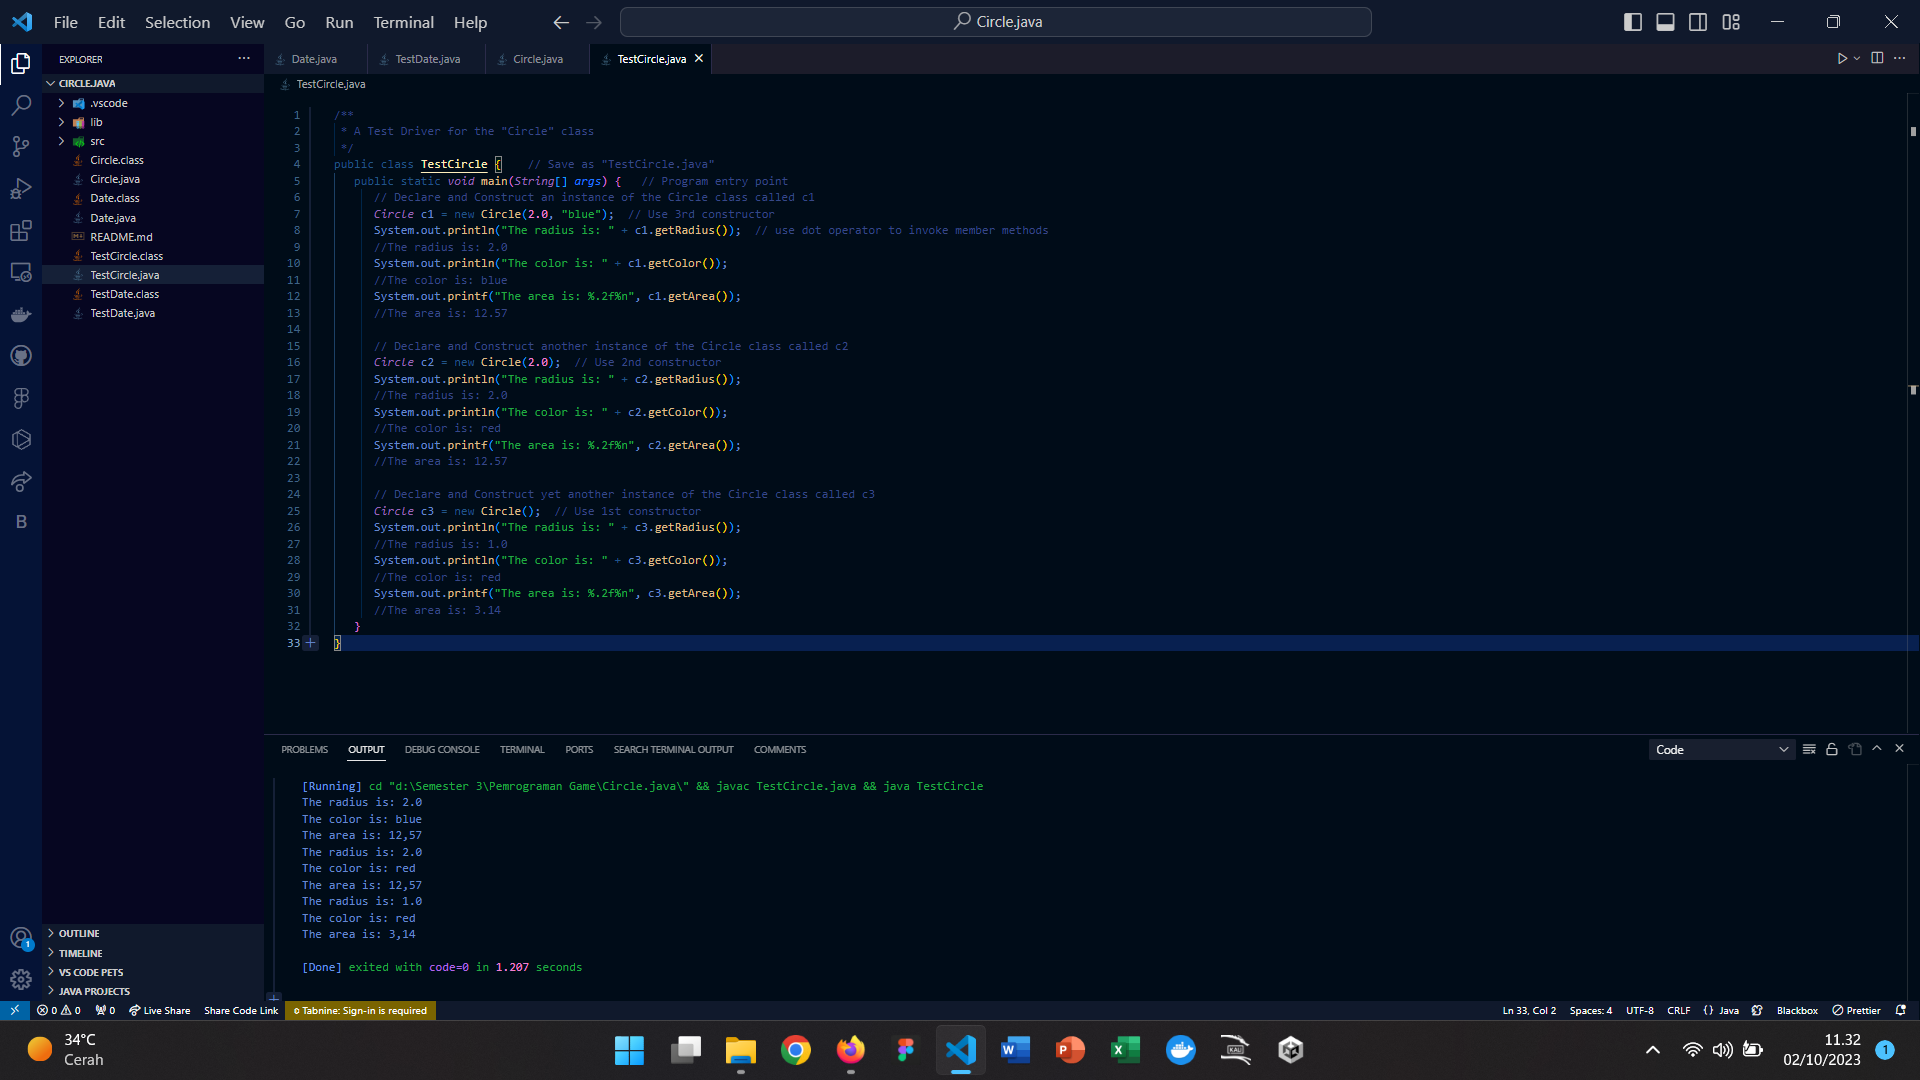 File Edit Selection View Go Run Terminal Help
Circle.java
EXPLORER
CIRCLE.JAVA
.vscode
lib
src
Circle.class
Circle.java
Date.class
Date.java
README.md
TestCircle.class
TestCircle.java
TestDate.class
TestDate.java
OUTLINE
TIMELINE
VS CODE PETS
JAVA PROJECTS
Date.java TestDate.java Circle.java TestCircle.java
TestCircle.java
1 /**
2 * A Test Driver for the "Circle" class
3 */
4 public class TestCircle { // Save as "TestCircle.java"
5 public static void main(String[] args) { // Program entry point
6 // Declare and Construct an instance of the Circle class called c1
7 Circle c1 = new Circle(2.0, "blue"); // Use 3rd constructor
8 System.out.println("The radius is: " + c1.getRadius()); // use dot operator to invoke member methods
9 //The radius is: 2.0
10 System.out.println("The color is: " + c1.getColor());
11 //The color is: blue
12 System.out.printf("The area is: %.2f%n", c1.getArea());
13 //The area is: 12.57
14
15 // Declare and Construct another instance of the Circle class called c2
16 Circle c2 = new Circle(2.0); // Use 2nd constructor
17 System.out.println("The radius is: " + c2.getRadius());
18 //The radius is: 2.0
19 System.out.println("The color is: " + c2.getColor());
20 //The color is: red
21 System.out.printf("The area is: %.2f%n", c2.getArea());
22 //The area is: 12.57
23
24 // Declare and Construct yet another instance of the Circle class called c3
25 Circle c3 = new Circle(); // Use 1st constructor
26 System.out.println("The radius is: " + c3.getRadius());
27 //The radius is: 1.0
28 System.out.println("The color is: " + c3.getColor());
29 //The color is: red
30 System.out.printf("The area is: %.2f%n", c3.getArea());
31 //The area is: 3.14
32 }
33 }
PROBLEMS OUTPUT DEBUG CONSOLE TERMINAL PORTS SEARCH TERMINAL OUTPUT COMMENTS
Code
[Running] cd "d:\Semester 3\Pemrograman Game\Circle.java\" && javac TestCircle.java && java TestCircle
The radius is: 2.0
The color is: blue
The area is: 12,57
The radius is: 2.0
The color is: red
The area is: 12,57
The radius is: 1.0
The color is: red
The area is: 3,14
[Done] exited with code=0 in 1.207 seconds
B
1
0 0 0 Live Share Share Code Link Tabnine: Sign-in is required
Ln 33, Col 2 Spaces: 4 UTF-8 CRLF {} Java Blackbox Prettier
34°C
Cerah
W P X KALI
11.32
02/10/2023
1